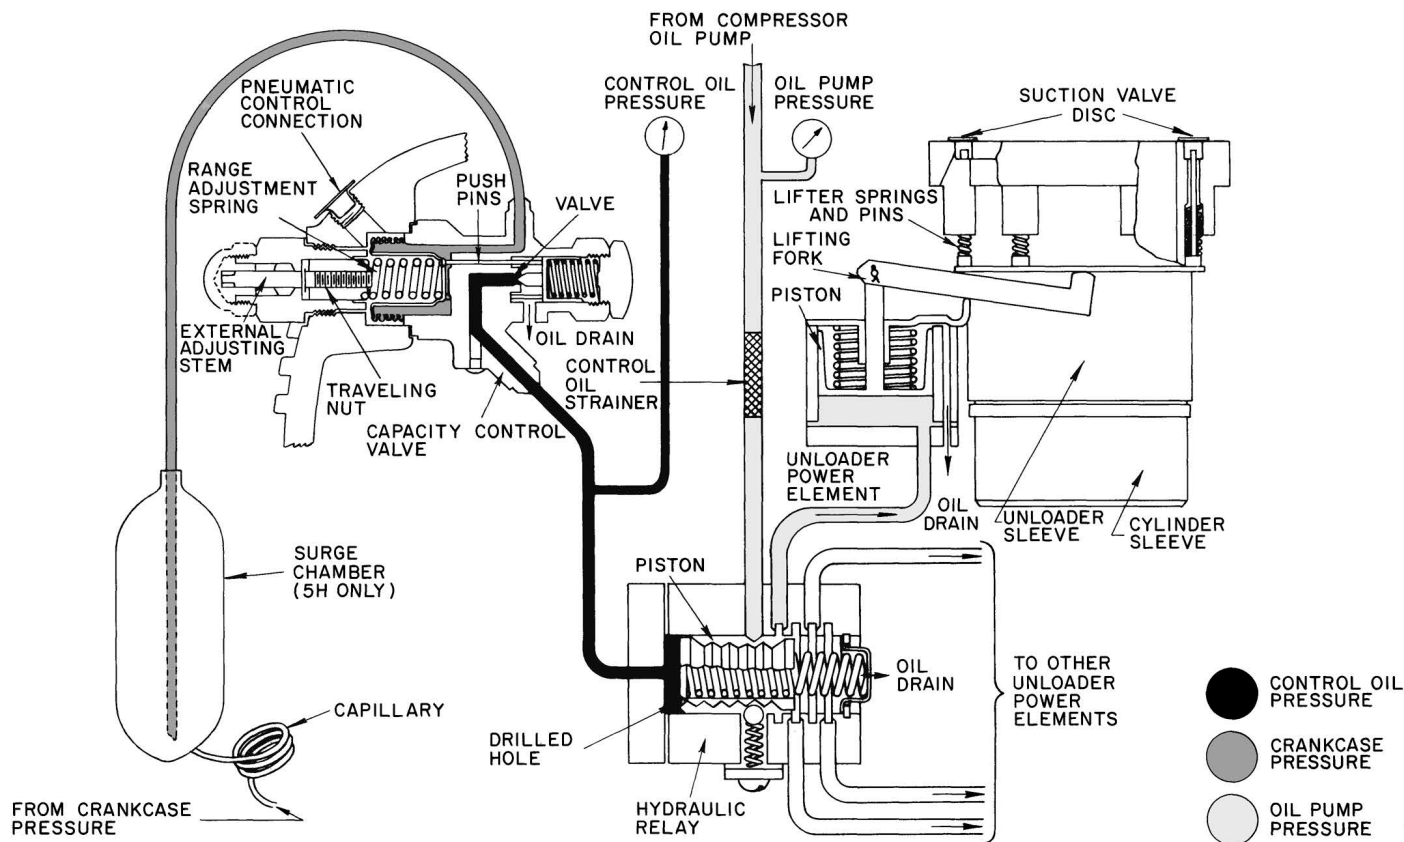 FROM COMPRESSOR
OIL PUMP
PNEUMATIC
CONTROL
CONNECTION
CONTROL OIL
PRESSURE
OIL PUMP
PRESSURE
SUCTION VALVE
DISC
RANGE
ADJUSTMENT
SPRING
PUSH
PINS
VALVE
LIFTER SPRINGS
AND PINS
LIFTING
FORK
PISTON
EXTERNAL
ADJUSTING
STEM
TRAVELING
NUT
OIL DRAIN
CONTROL
OIL
STRAINER
CAPACITY CONTROL
VALVE
UNLOADER
POWER
ELEMENT
OIL
DRAIN
UNLOADER
SLEEVE
CYLINDER
SLEEVE
SURGE
CHAMBER
(5H ONLY)
PISTON
OIL
DRAIN
TO OTHER
UNLOADER
POWER
ELEMENTS
CAPILLARY
DRILLED
HOLE
HYDRAULIC
RELAY
FROM CRANKCASE
PRESSURE
CONTROL OIL
PRESSURE
CRANKCASE
PRESSURE
OIL PUMP
PRESSURE